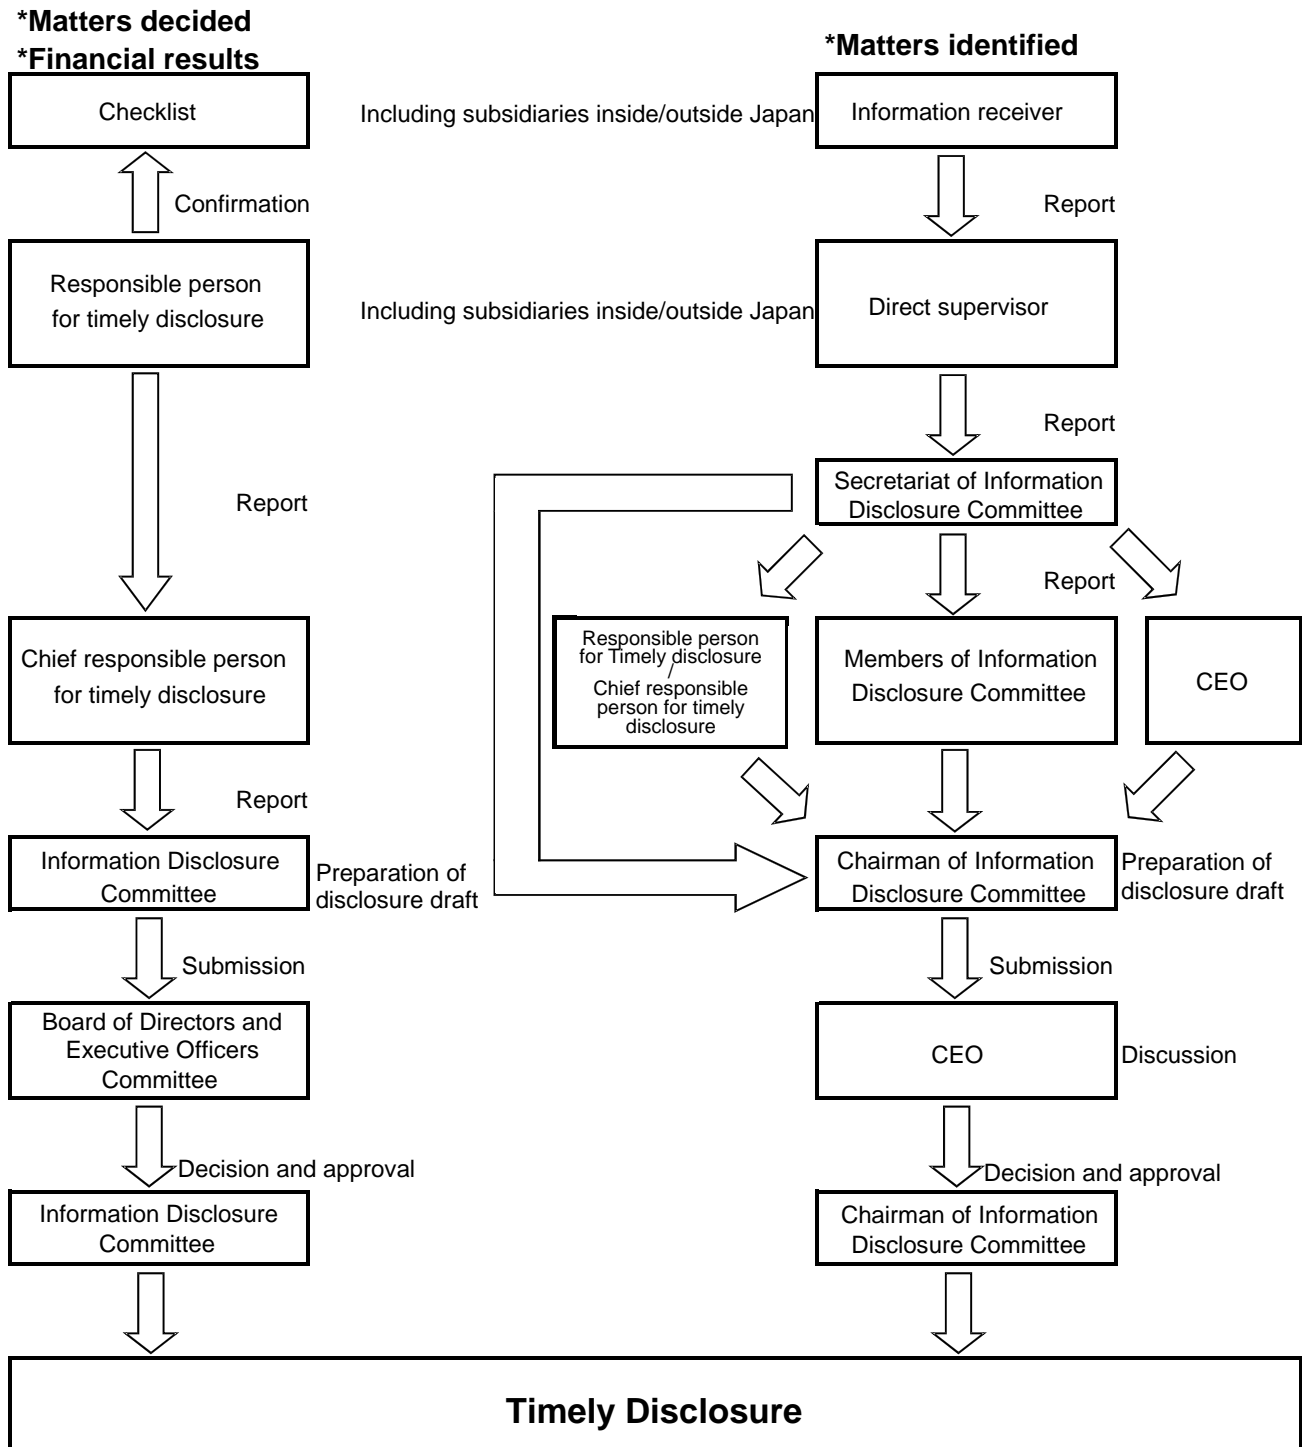 *Matters decided
*Financial results
Checklist
Confirmation
Responsible person
for timely disclosure
Report
Chief responsible person
for timely disclosure
Report
Information Disclosure
Committee
Preparation of
disclosure draft
Submission
Board of Directors and
Executive Officers
Committee
Decision and approval
Information Disclosure
Committee
*Matters identified
Including subsidiaries inside/outside Japan
Information receiver
Report
Including subsidiaries inside/outside Japan
Direct supervisor
Report
Secretariat of Information
Disclosure Committee
Report
Responsible person
for Timely disclosure
/
Chief responsible
person for timely
disclosure
Members of Information
Disclosure Committee
CEO
Chairman of Information
Disclosure Committee
Preparation of
disclosure draft
Submission
CEO
Discussion
Decision and approval
Chairman of Information
Disclosure Committee
Timely Disclosure